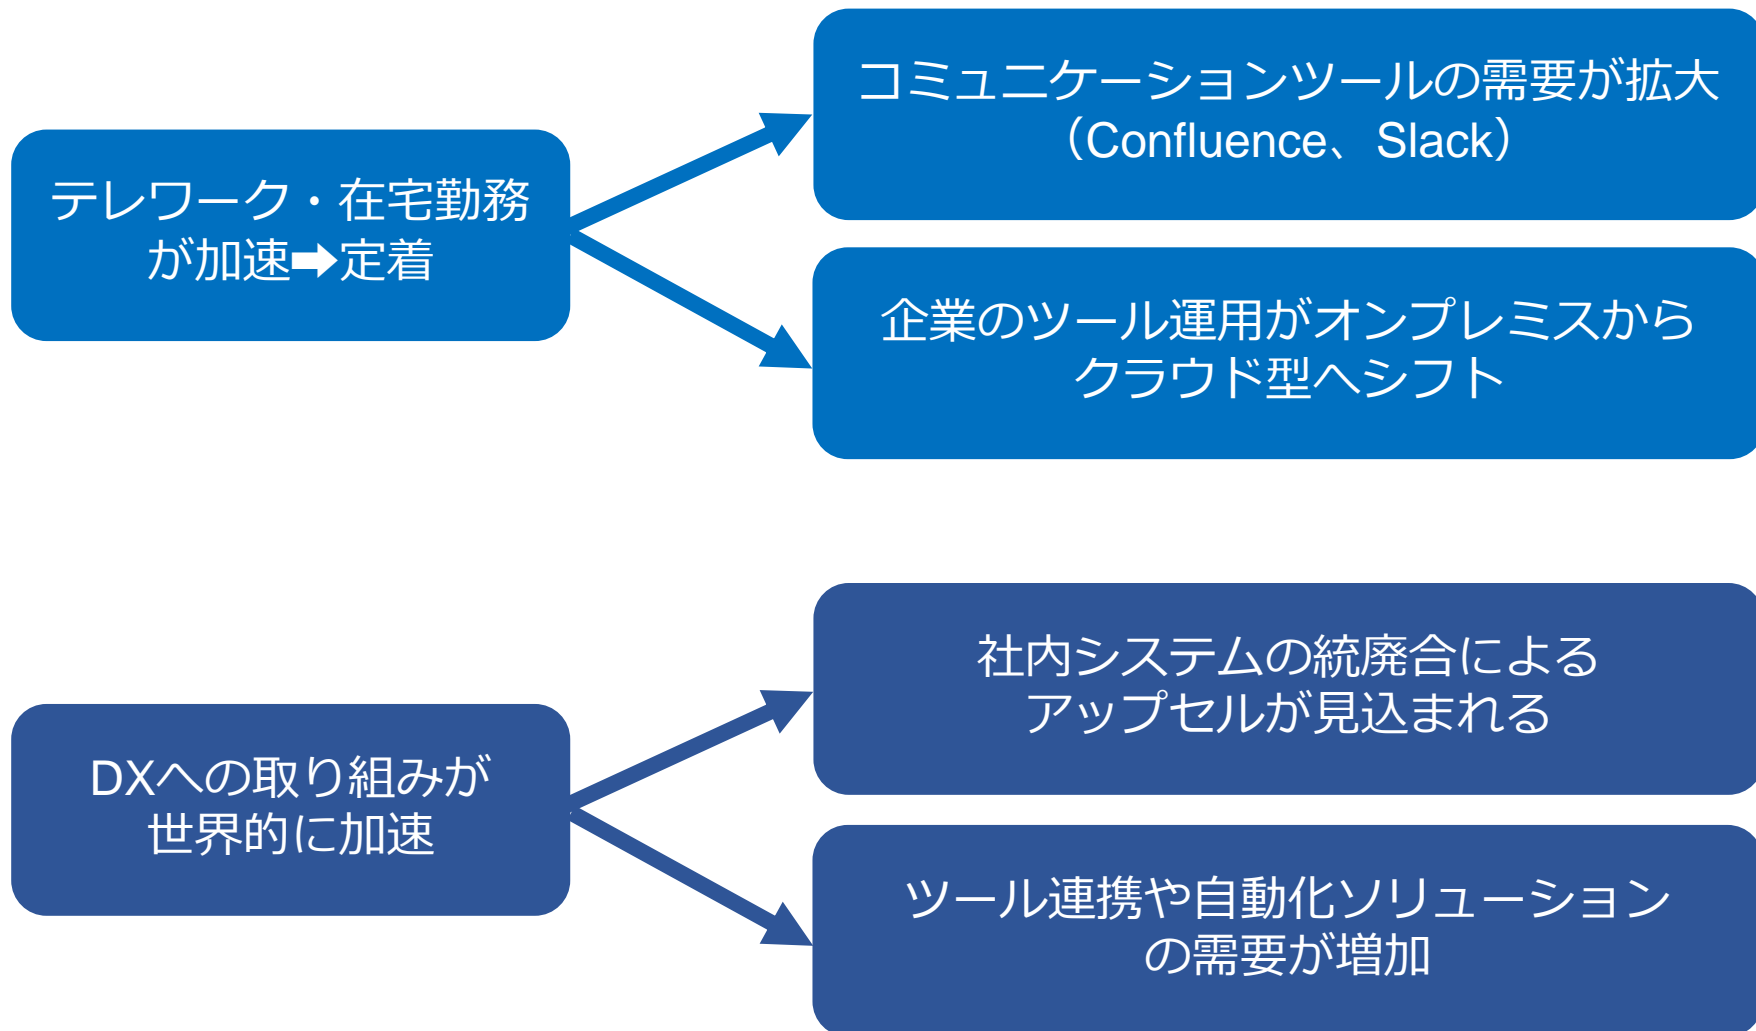 コミュニケーションツールの需要が拡大
（Confluence、Slack）
テレワーク・在宅勤務
が加速➡定着
企業のツール運用がオンプレミスから
クラウド型へシフト
社内システムの統廃合による
アップセルが見込まれる
DXへの取り組みが
世界的に加速
ツール連携や自動化ソリューション
の需要が増加